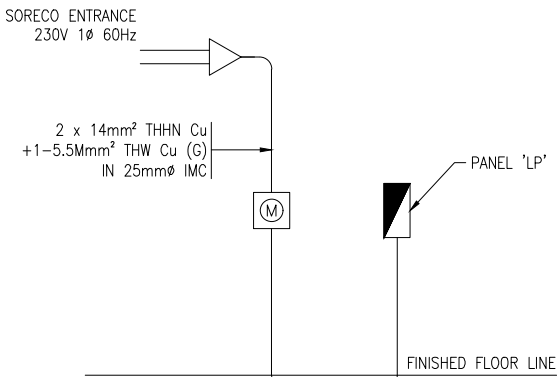 SORECO ENTRANCE
230V 1ø 60Hz
2 x 14mm² THHN Cu
+1-5.5Mmm² THW Cu (G)
IN 25mmø IMC
M
PANEL 'LP'
FINISHED FLOOR LINE